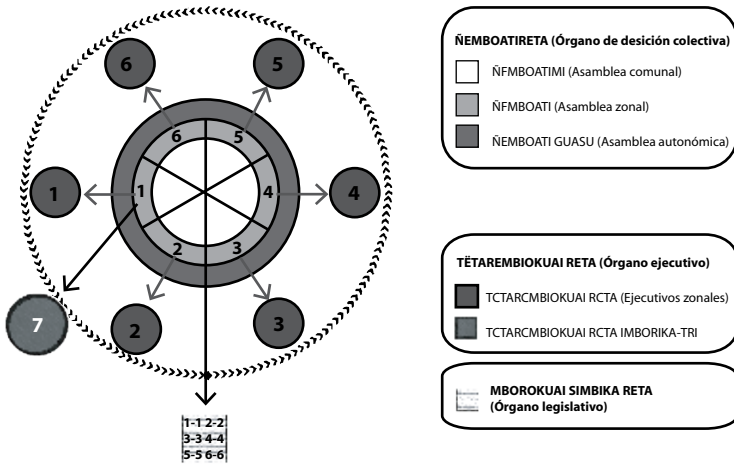 6
5
6
5
1
1
4
4
2
3
7
2
3
1-1 2-2
3-3 4-4
5-5 6-6
ÑEMBOATIRETA (Órgano de desición colectiva)
ÑFMBOATIMI (Asamblea comunal)
ÑFMBOATI (Asamblea zonal)
ÑEMBOATI GUASU (Asamblea autonómica)
TËTAREMBIOKUAI RETA (Órgano ejecutivo)
TCTARCMBIOKUAI RCTA (Ejecutivos zonales)
TCTARCMBIOKUAI RCTA IMBORIKA-TRI
MBOROKUAI SIMBIKA RETA
(Órgano legislativo)